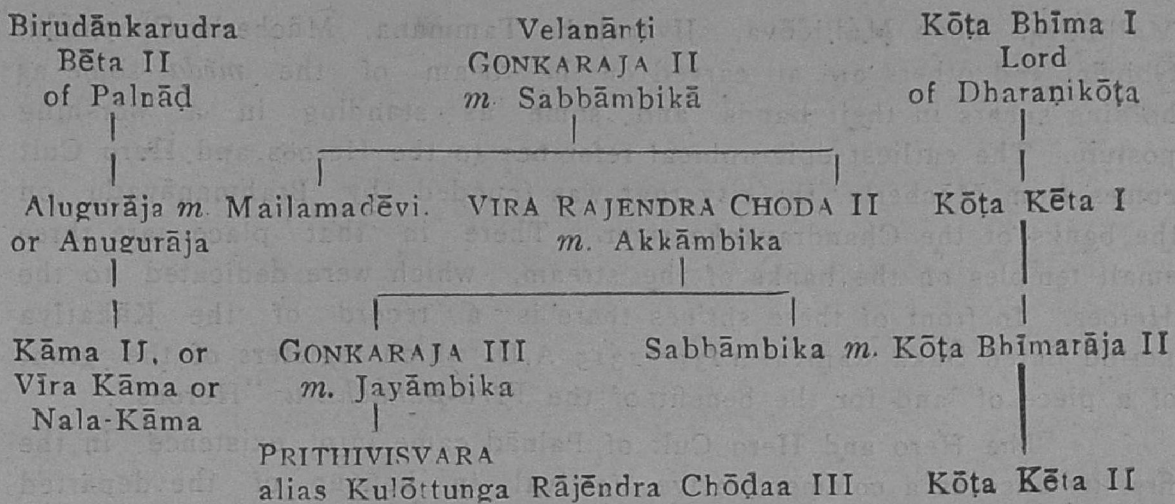 Birudānkarudra Velanānṭi Kōṭa Bhīma I
Bēta II GONKARAJA II Lord
of Palnāḍ m. Sabbāmbikā of Dharaṇikōṭa
Alugurāja m. Mailamadēvi. VIRA RAJENDRA CHODA II Kōṭa Kēta I
or Anugurāja m. Akkāmbika
Kāma II, or GONKARAJA III Sabbāmbika m. Kōṭa Bhīmarāja II
Vīra Kāma or m. Jayāmbika
Nala-Kāma
PRITHIVISVARA
alias Kulōttunga Rājēndra Chōḍaa III Kōṭa Kēta II